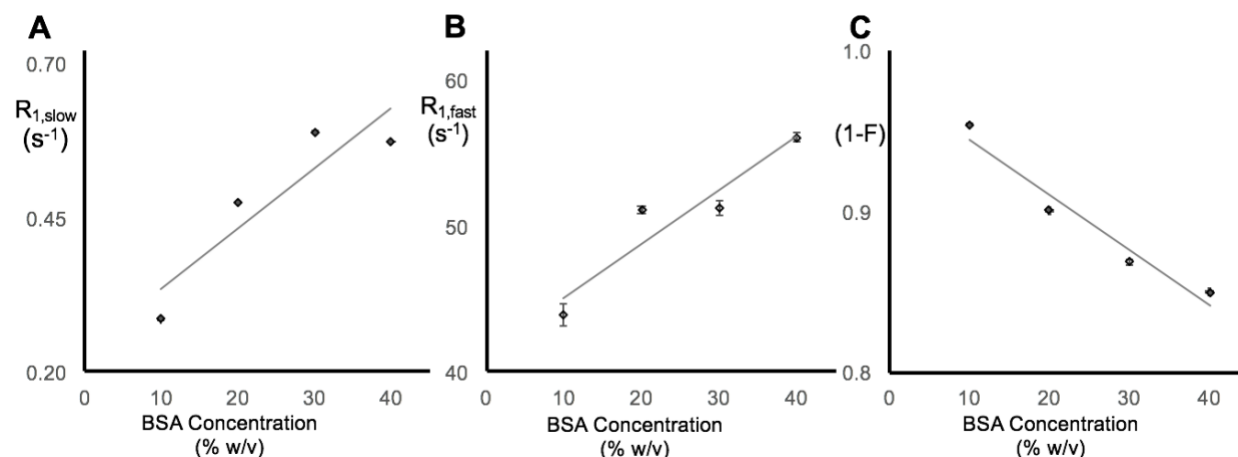 A
0.70
R1,slow
(s-1)
0.45
0.20
0 10 20 30 40
BSA Concentration
(% w/v)
B
60
R1,fast
(s-1)
50
40
0 10 20 30 40
BSA Concentration
(% w/v)
C
1.0
(1-F)
0.9
0.8
0 10 20 30 40
BSA Concentration
(% w/v)